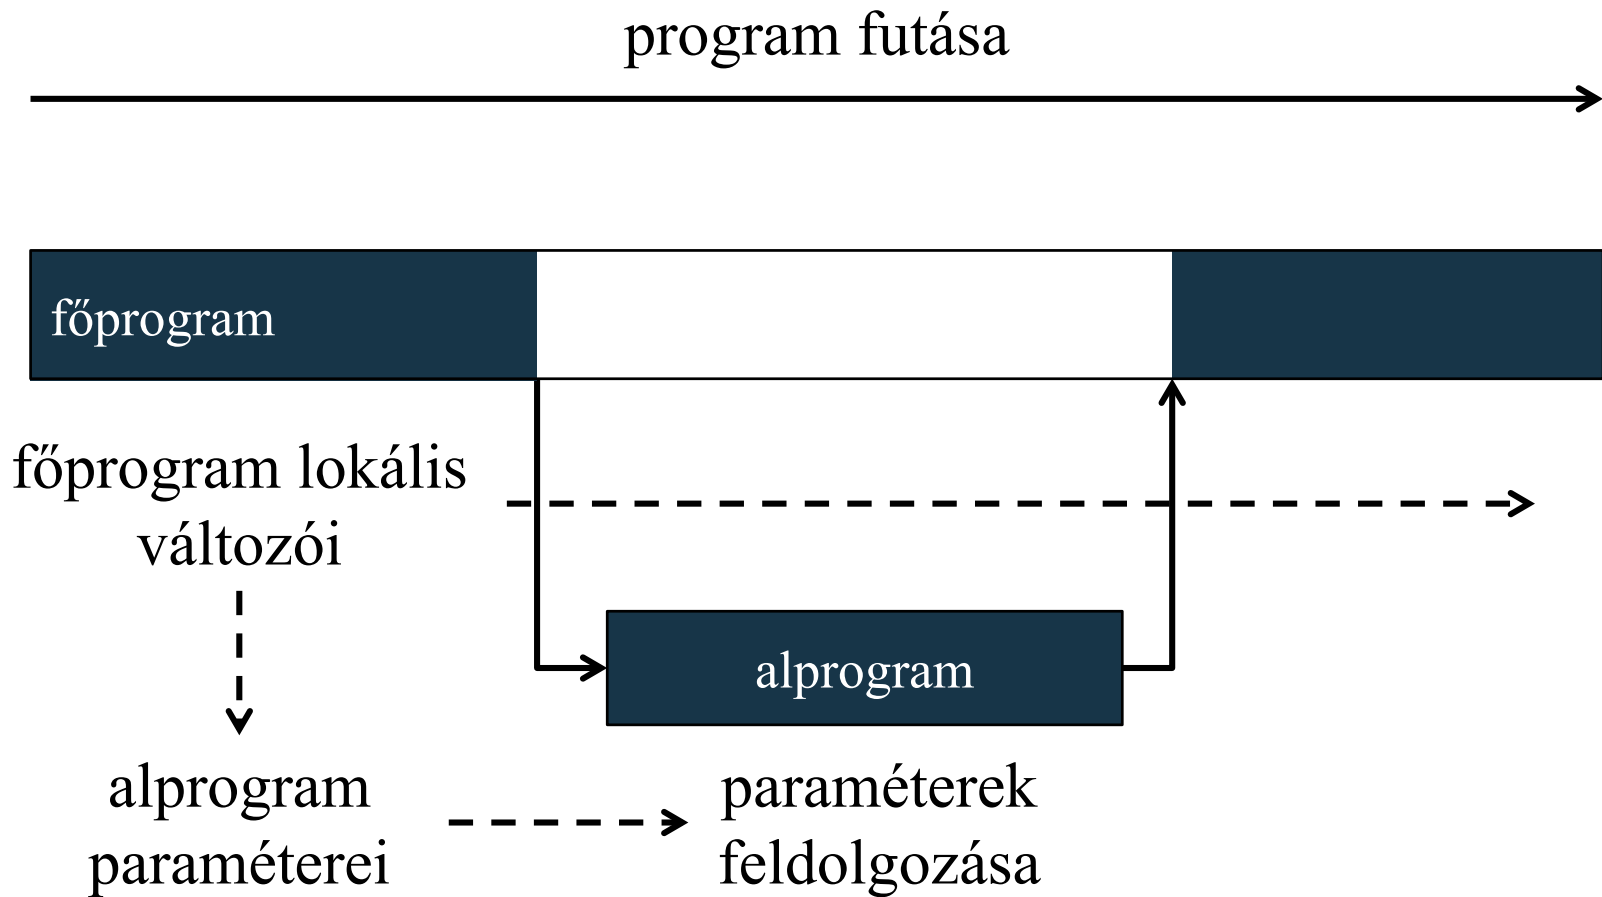 program futása
főprogram
főprogram lokális
változói
alprogram
alprogram
paraméterei
paraméterek
feldolgozása